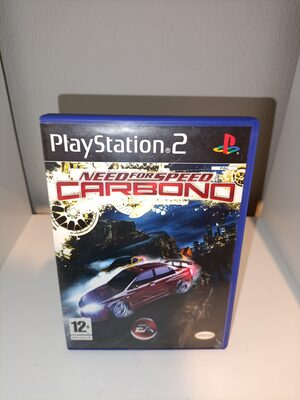 PlayStation®2
NEED FOR SPEED
CARBONO
12+
EA